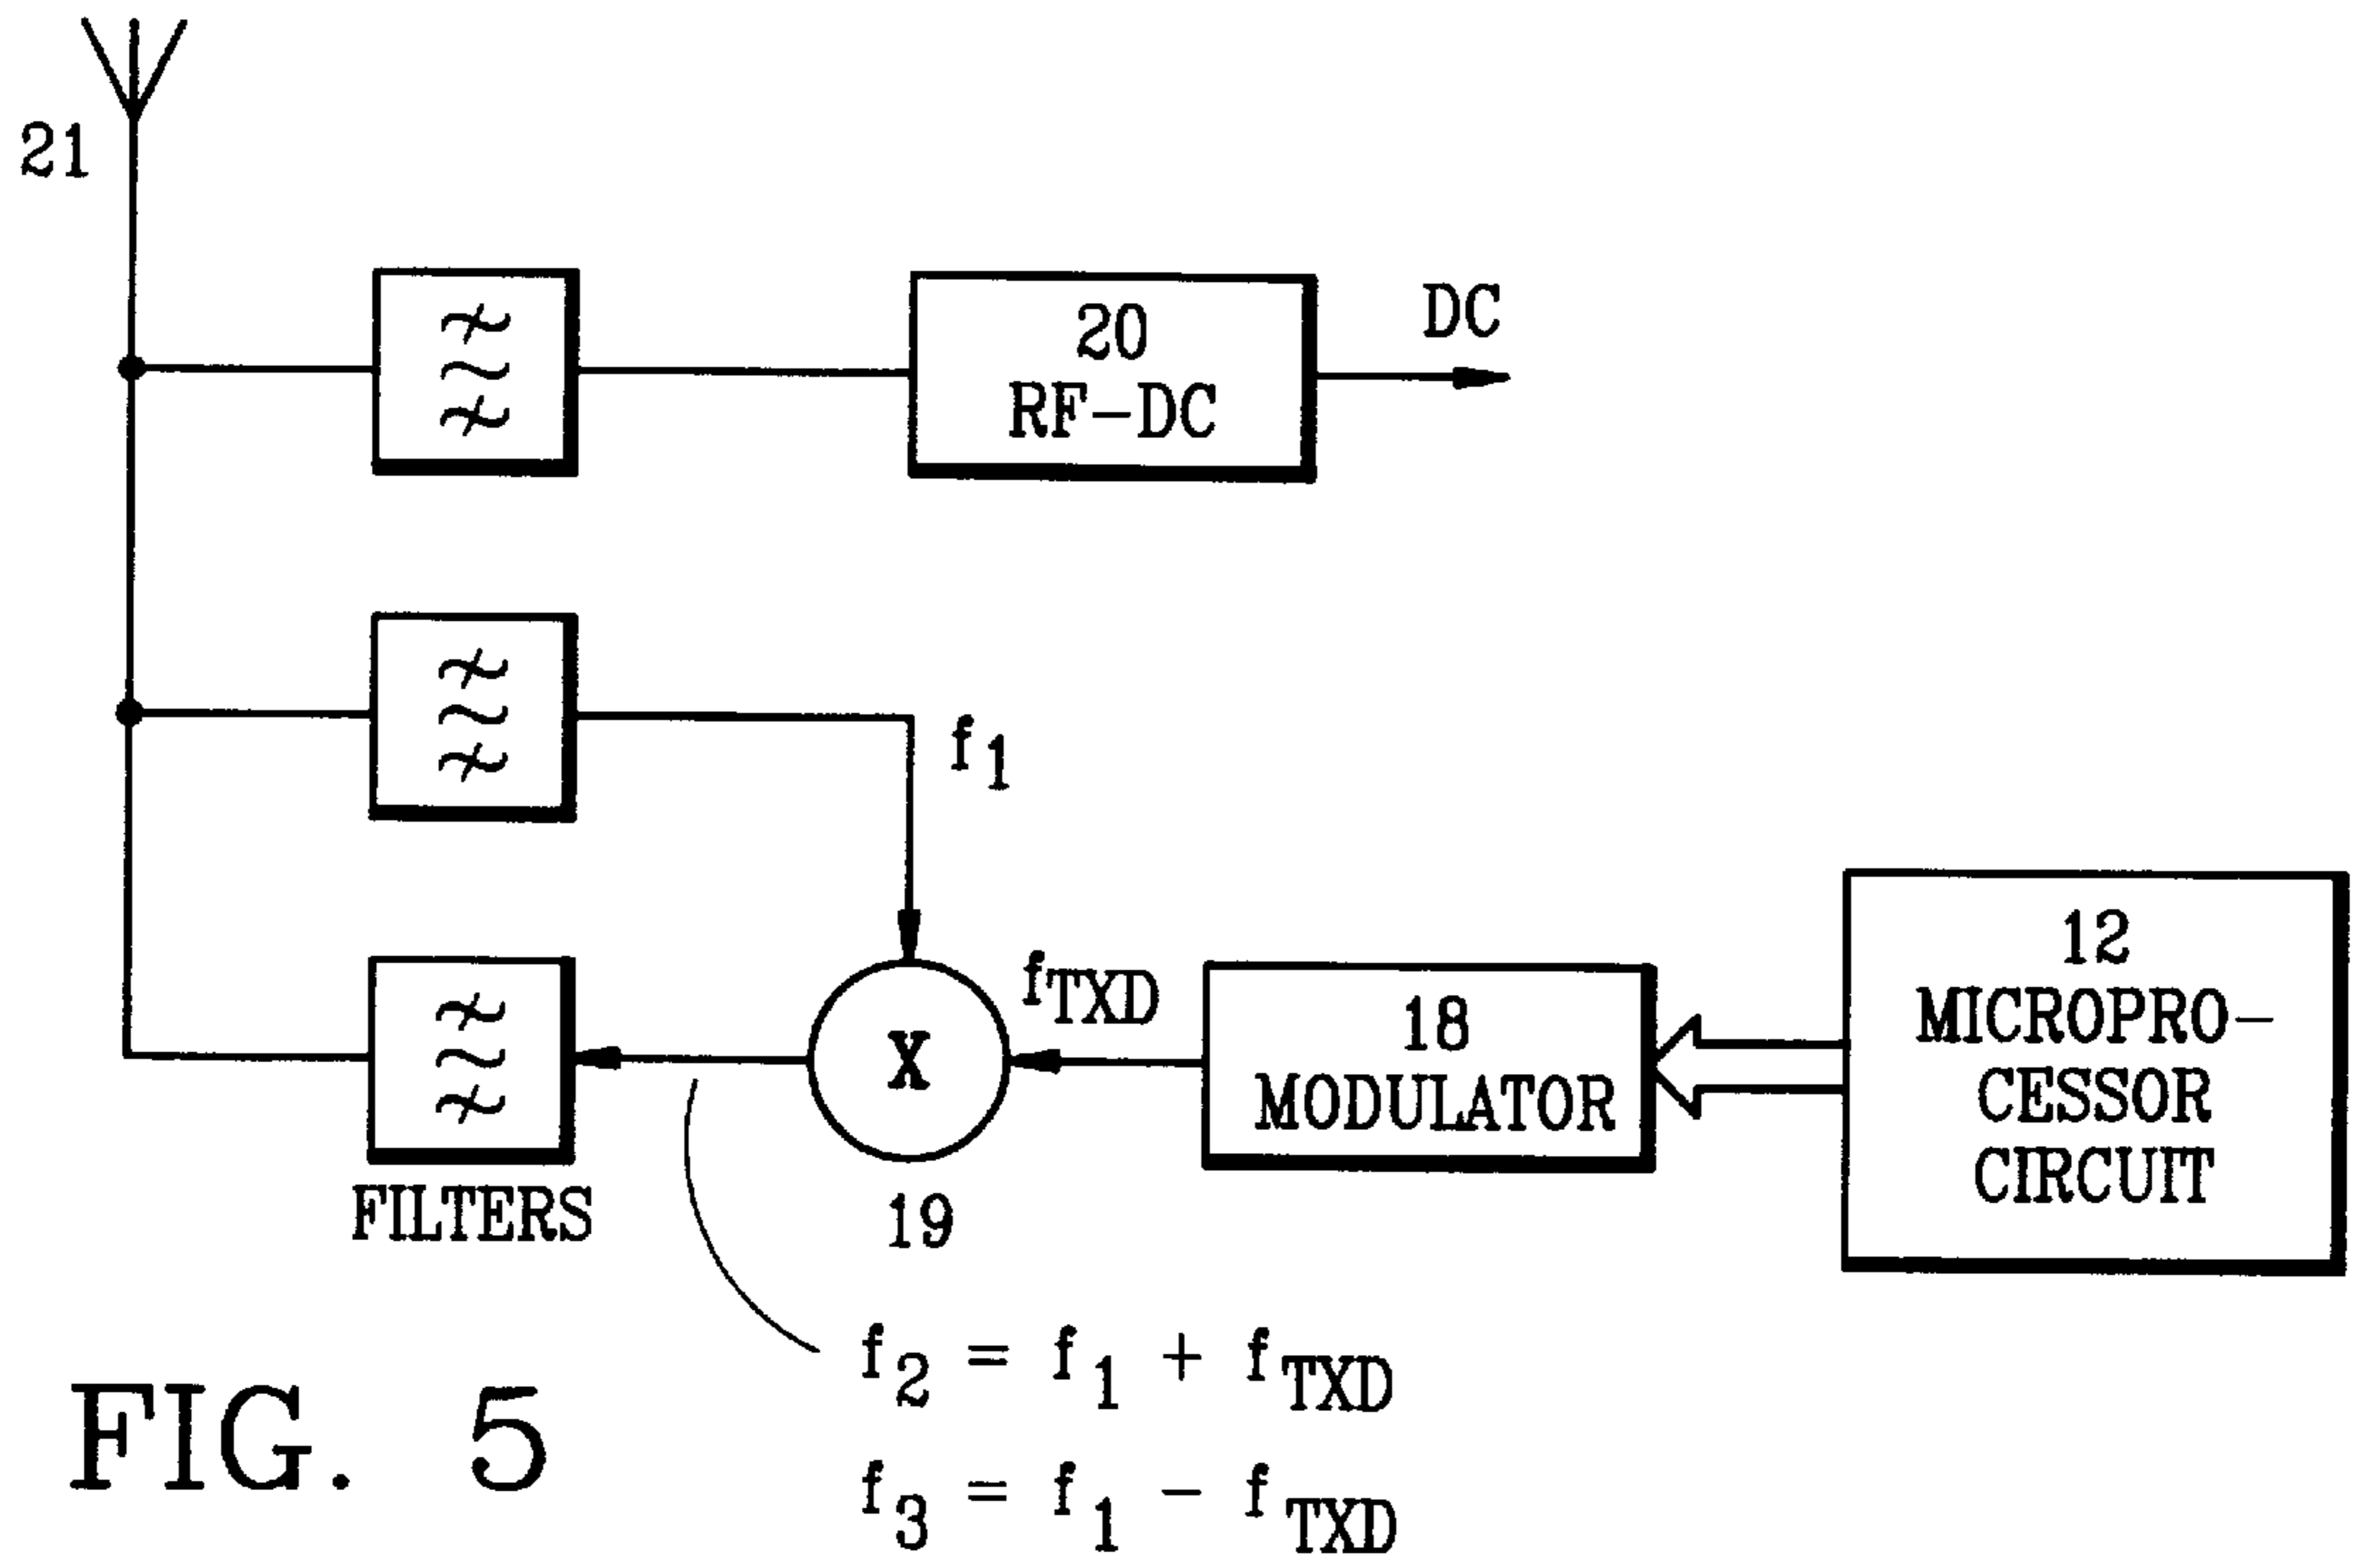 21
20
RF-DC
DC
f1
fTXD
12
MICROPRO-
CESSOR
CIRCUIT
18
MODULATOR
X
19
FILTERS
f2 = f1 + fTXD
f3 = f1 - fTXD
FIG. 5